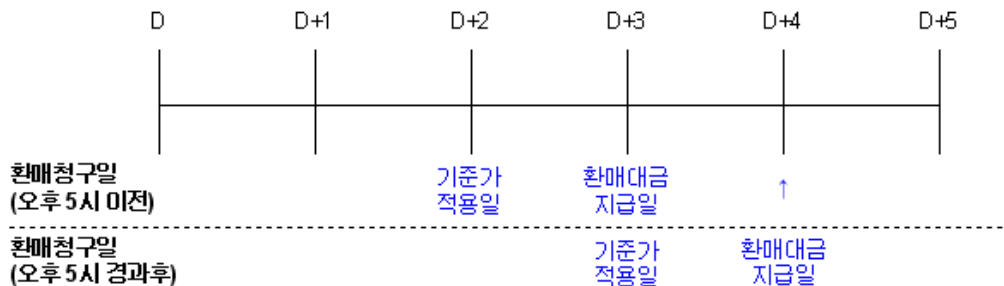 D D+1 D+2 D+3 D+4 D+5
환매청구일 기준가 환매대금 ↑
(오후 5시 이전) 적용일 지급일
환매청구일 기준가 환매대금
(오후 5시 경과후) 적용일 지급일